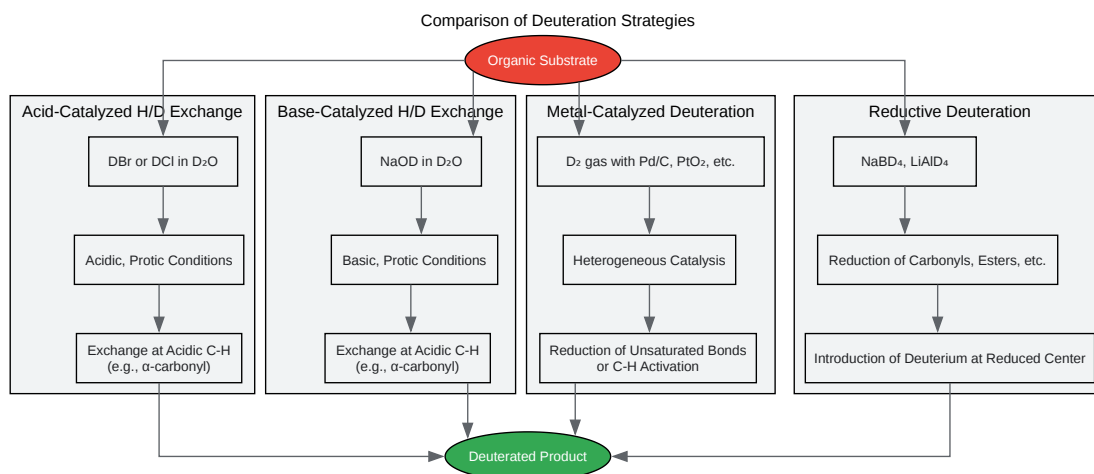 Comparison of Deuteration Strategies
Organic Substrate
Acid-Catalyzed H/D Exchange
DBr or DCl in D₂O
Acidic, Protic Conditions
Exchange at Acidic C-H
(e.g., α-carbonyl)
Base-Catalyzed H/D Exchange
NaOD in D₂O
Basic, Protic Conditions
Exchange at Acidic C-H
(e.g., α-carbonyl)
Metal-Catalyzed Deuteration
D₂ gas with Pd/C, PtO₂, etc.
Heterogeneous Catalysis
Reduction of Unsaturated Bonds
or C-H Activation
Reductive Deuteration
NaBD₄, LiAlD₄
Reduction of Carbonyls, Esters, etc.
Introduction of Deuterium at Reduced Center
Deuterated Product